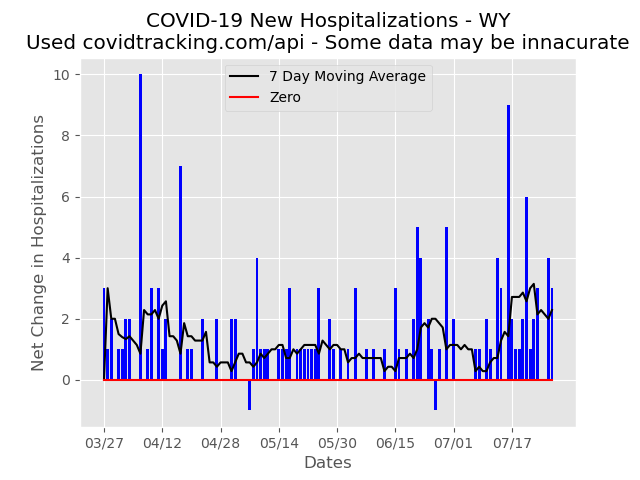 COVID-19 New Hospitalizations - WY
Used covidtracking.com/api - Some data may be innacurate
7 Day Moving Average
Zero
Net Change in Hospitalizations
10
8
6
4
2
0
03/27 04/12 04/28 05/14 05/30 06/15 07/01 07/17
Dates